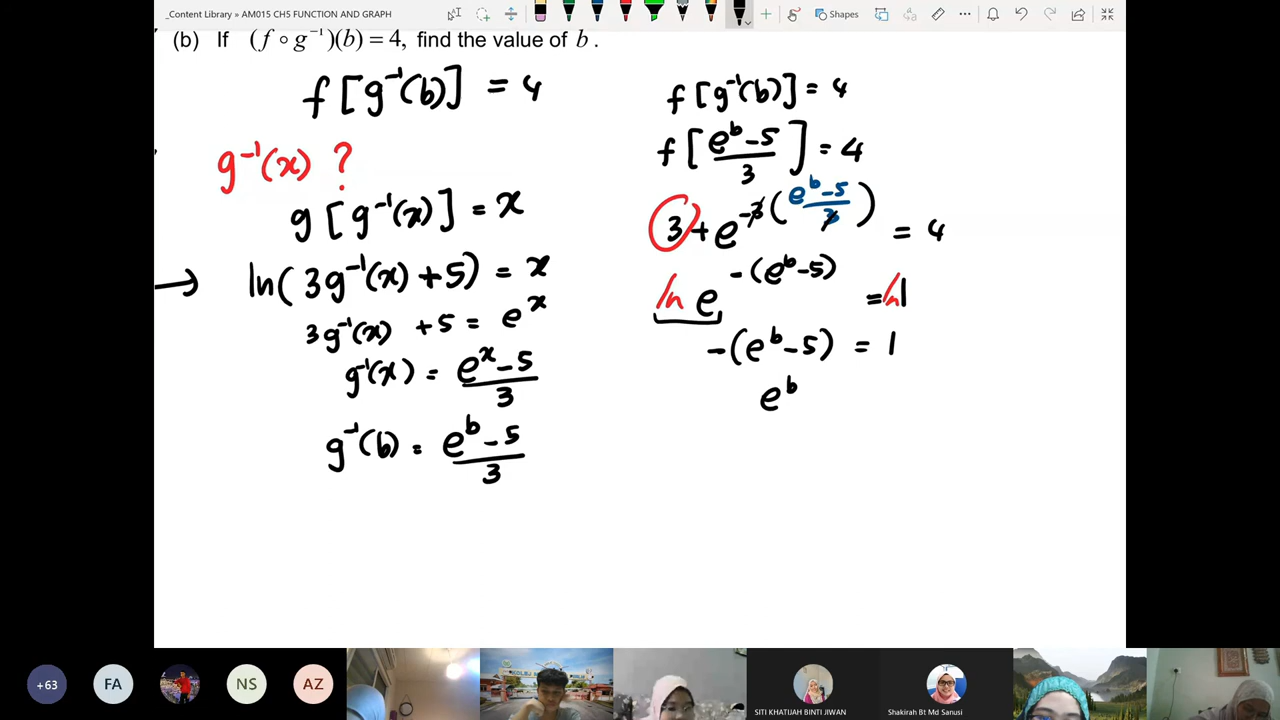 _Content Library » AM015 CH5 FUNCTION AND GRAPH
Shapes
(b) If (f ∘ g⁻¹)(b) = 4, find the value of b .
f [g⁻¹(b)] = 4
g⁻¹(x) ?
g [g⁻¹(x)] = x
→ ln( 3g⁻¹(x) + 5) = x
3g⁻¹(x) + 5 = eˣ
g⁻¹(x) = (eˣ - 5)/3
g⁻¹(b) = (eᵇ - 5)/3
f [g⁻¹(b)] = 4
f [(eᵇ - 5)/3] = 4
3 + e^(-3((eᵇ - 5)/3)) = 4
ln e^(-(eᵇ - 5)) = ln 1
-(eᵇ - 5) = 1
eᵇ
+63
FA
NS
AZ
SITI KHATIJAH BINTI JIWAN
Shakirah Bt Md Sanusi